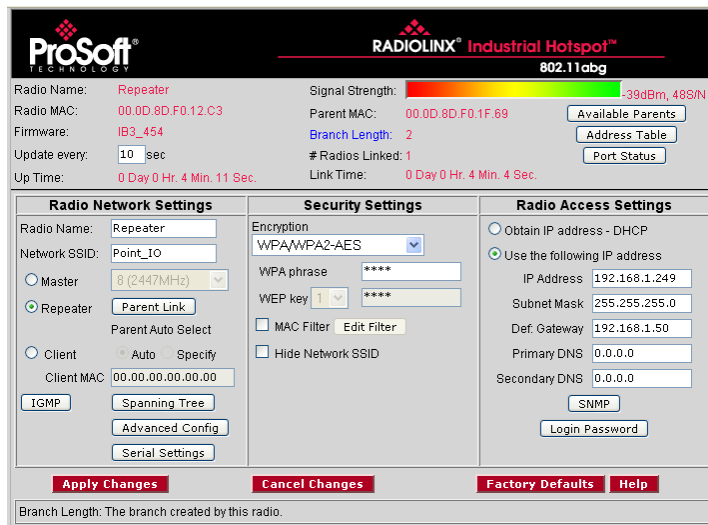 ProSoft®
TECHNOLOGY
RADIOLINX® Industrial Hotspot™
802.11abg
Radio Name: Repeater
Radio MAC: 00.0D.8D.F0.12.C3
Firmware: IB3_454
Update every: 10 sec
Up Time: 0 Day 0 Hr. 4 Min. 11 Sec.
Signal Strength: -39dBm, 48S/N
Parent MAC: 00.0D.8D.F0.1F.69
Branch Length: 2
# Radios Linked: 1
Link Time: 0 Day 0 Hr. 4 Min. 4 Sec.
Available Parents
Address Table
Port Status
Radio Network Settings
Radio Name: Repeater
Network SSID: Point_IO
Master 8 (2447MHz)
Repeater Parent Link
Parent Auto Select
Client Auto Specify
Client MAC 00.00.00.00.00.00
IGMP Spanning Tree
Advanced Config
Serial Settings
Security Settings
Encryption
WPA/WPA2-AES
WPA phrase ****
WEP key 1 ****
MAC Filter Edit Filter
Hide Network SSID
Radio Access Settings
Obtain IP address - DHCP
Use the following IP address
IP Address 192.168.1.249
Subnet Mask 255.255.255.0
Def: Gateway 192.168.1.50
Primary DNS 0.0.0.0
Secondary DNS 0.0.0.0
SNMP
Login Password
Apply Changes Cancel Changes Factory Defaults Help
Branch Length: The branch created by this radio.